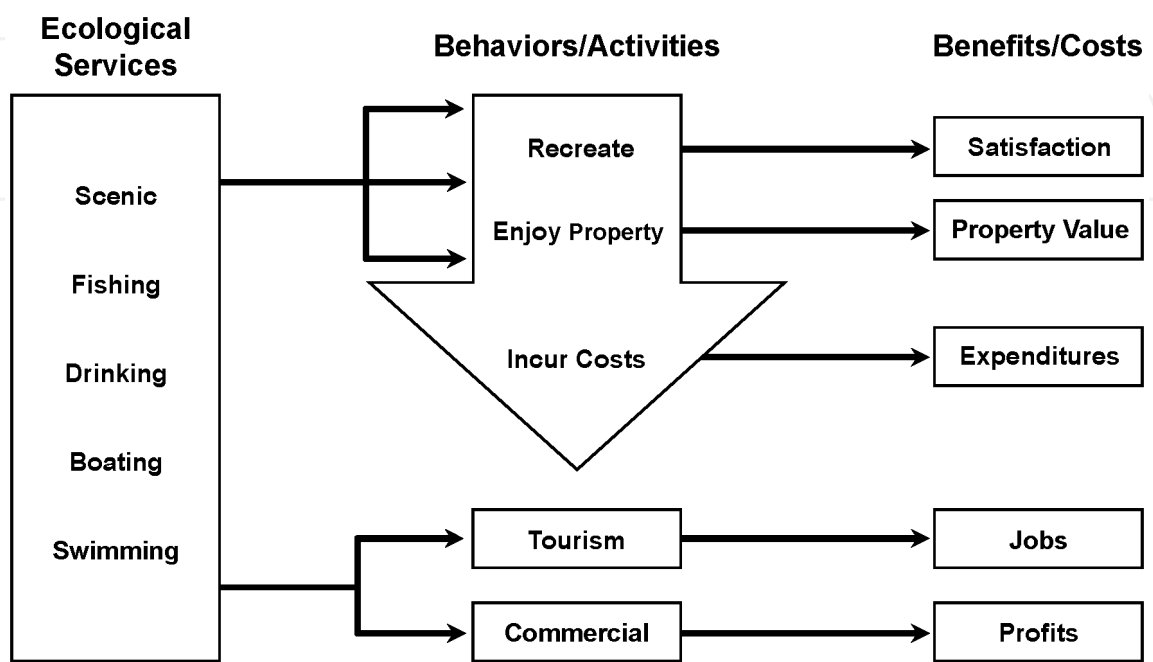 Ecological
Services
Behaviors/Activities
Benefits/Costs
Scenic
Fishing
Drinking
Boating
Swimming
Recreate
Enjoy Property
Incur Costs
Tourism
Commercial
Satisfaction
Property Value
Expenditures
Jobs
Profits